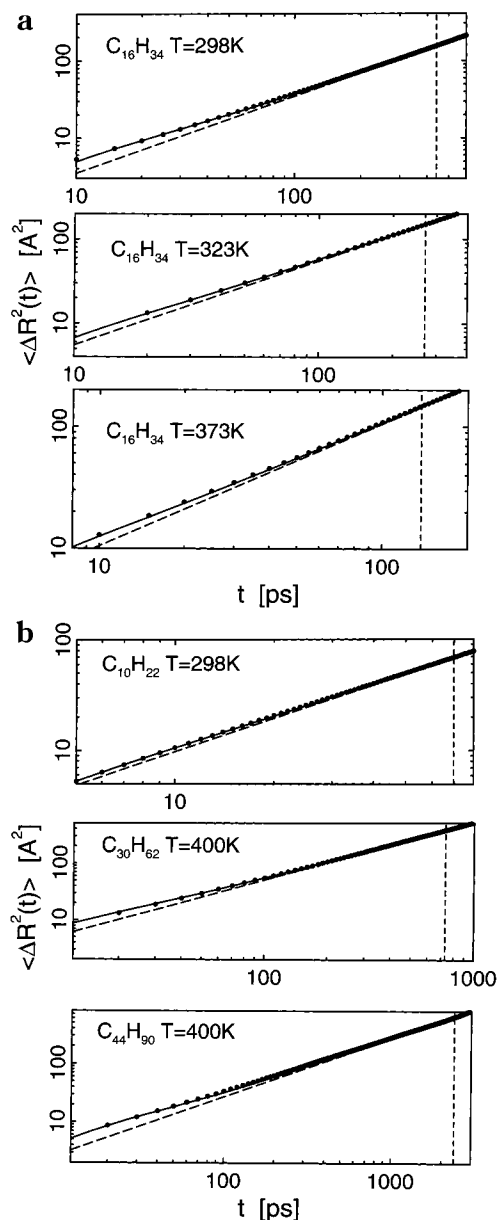 a
C16H34 T=298K
100
10
10
100
C16H34 T=323K
100
10
10
100
<ΔR²(t)> [A²]
C16H34 T=373K
100
10
10
100
t [ps]
b
C10H22 T=298K
100
10
10
C30H62 T=400K
100
10
100
1000
<ΔR²(t)> [A²]
C44H90 T=400K
100
10
100
1000
t [ps]